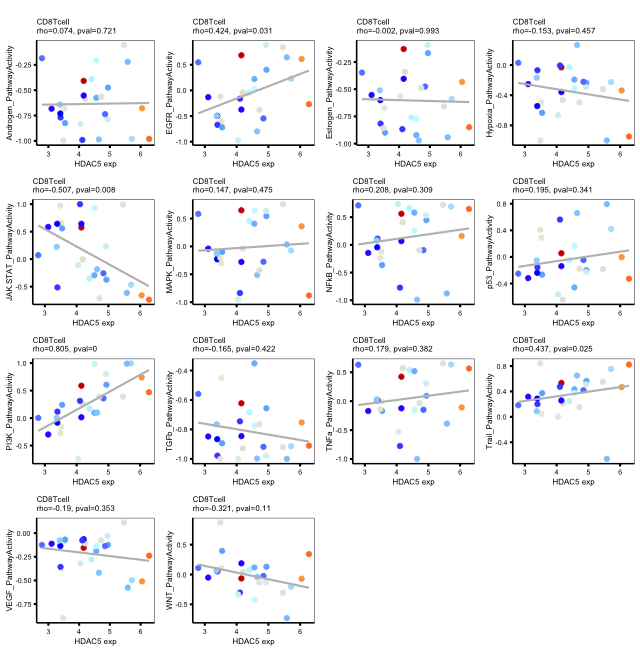 CD8Tcell
rho=0.074, pval=0.721
Androgen_PathwayActivity
-0.25
-0.50
-0.75
-1.00
3 4 5 6
HDAC5 exp
CD8Tcell
rho=0.424, pval=0.031
EGFR_PathwayActivity
1.0
0.5
0.0
-0.5
-1.0
3 4 5 6
HDAC5 exp
CD8Tcell
rho=-0.002, pval=0.993
Estrogen_PathwayActivity
-0.25
-0.50
-0.75
-1.00
3 4 5 6
HDAC5 exp
CD8Tcell
rho=-0.153, pval=0.457
Hypoxia_PathwayActivity
0.0
-0.4
-0.8
3 4 5 6
HDAC5 exp
CD8Tcell
rho=-0.507, pval=0.008
JAK.STAT_PathwayActivity
1.0
0.5
0.0
-0.5
3 4 5 6
HDAC5 exp
CD8Tcell
rho=0.147, pval=0.475
MAPK_PathwayActivity
0.5
0.0
-0.5
-1.0
3 4 5 6
HDAC5 exp
CD8Tcell
rho=0.208, pval=0.309
NFkB_PathwayActivity
0.5
0.0
-0.5
-1.0
3 4 5 6
HDAC5 exp
CD8Tcell
rho=0.195, pval=0.341
p53_PathwayActivity
0.8
0.4
0.0
-0.4
3 4 5 6
HDAC5 exp
CD8Tcell
rho=0.805, pval=0
PI3K_PathwayActivity
1.0
0.5
0.0
-0.5
3 4 5 6
HDAC5 exp
CD8Tcell
rho=-0.165, pval=0.422
TGFb_PathwayActivity
-0.4
-0.6
-0.8
-1.0
3 4 5 6
HDAC5 exp
CD8Tcell
rho=0.179, pval=0.382
TNFa_PathwayActivity
0.5
0.0
-0.5
-1.0
3 4 5 6
HDAC5 exp
CD8Tcell
rho=0.437, pval=0.025
Trail_PathwayActivity
0.8
0.4
0.0
-0.4
3 4 5 6
HDAC5 exp
CD8Tcell
rho=-0.19, pval=0.353
VEGF_PathwayActivity
0.00
-0.25
-0.50
-0.75
3 4 5 6
HDAC5 exp
CD8Tcell
rho=-0.321, pval=0.11
WNT_PathwayActivity
0.5
0.0
-0.5
3 4 5 6
HDAC5 exp